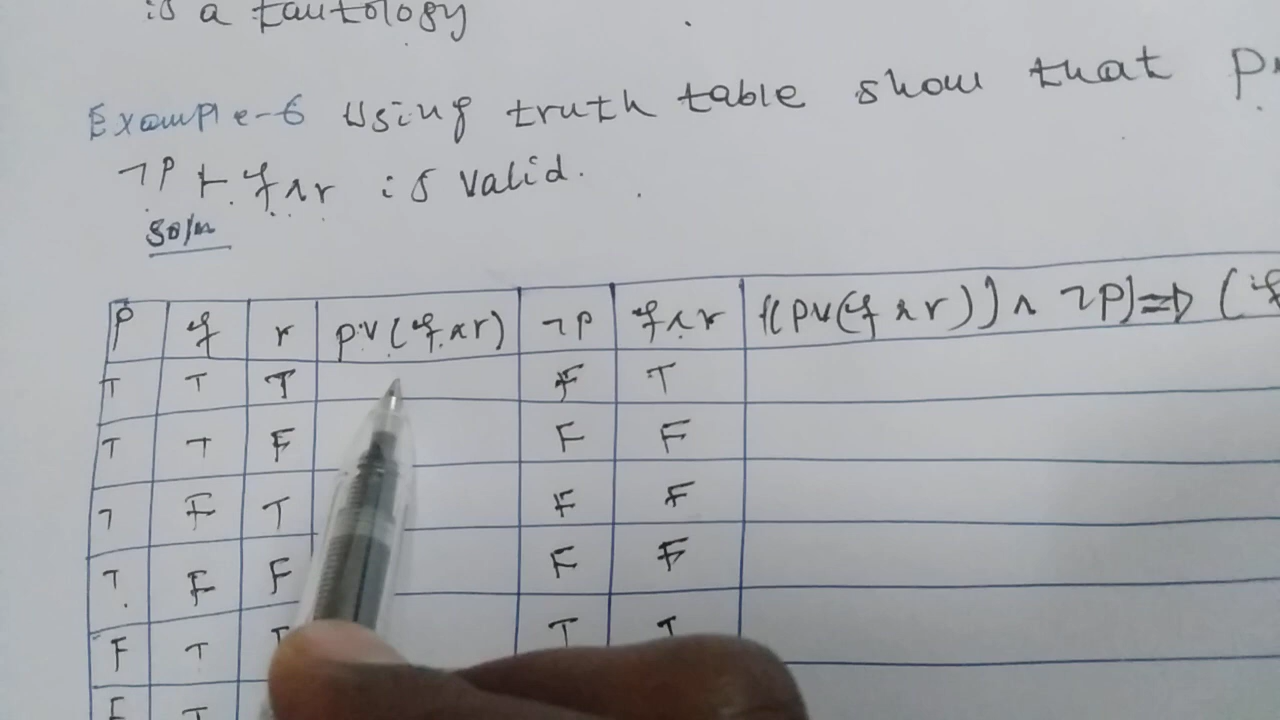 is a tautology
Example-6 Using truth table show that P
¬P ⊢ q∧r is valid.
soln
P q r p∨(q∧r) ¬P q∧r ((p∨(q∧r))∧¬P)⇒(q
T T T F T
T T F F F
T F T F F
T F F F F
F T T T T
F T